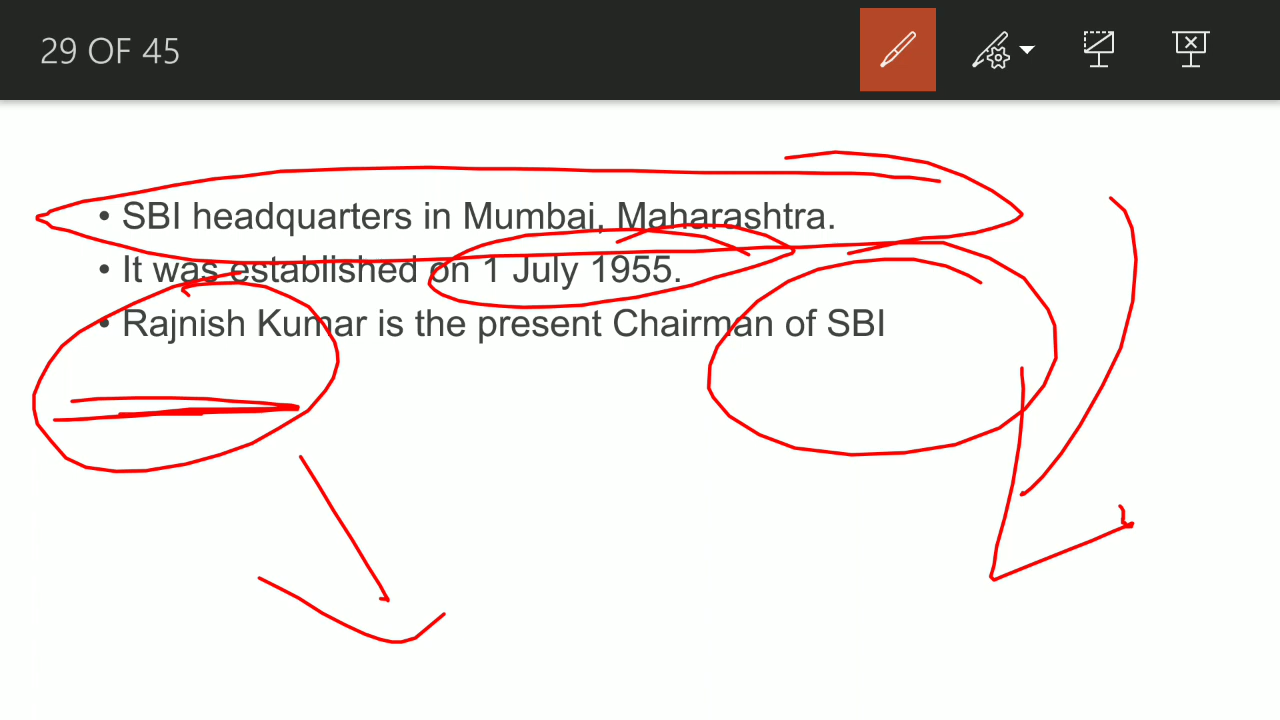 29 OF 45
• SBI headquarters in Mumbai, Maharashtra.
• It was established on 1 July 1955.
• Rajnish Kumar is the present Chairman of SBI